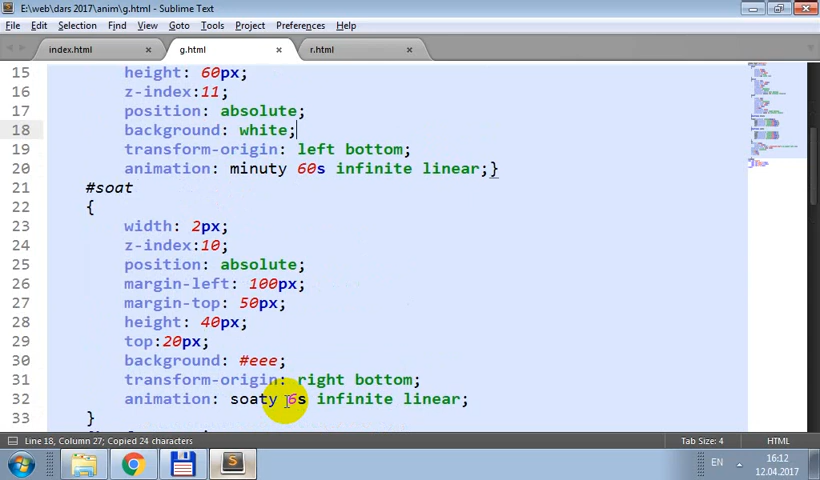 E:\web\dars 2017\anim\g.html - Sublime Text
File Edit Selection Find View Goto Tools Project Preferences Help
index.html × g.html × r.html ×
15 height: 60px;
16 z-index:11;
17 position: absolute;
18 background: white;
19 transform-origin: left bottom;
20 animation: minuty 60s infinite linear;}
21 #soat
22 {
23 width: 2px;
24 z-index:10;
25 position: absolute;
26 margin-left: 100px;
27 margin-top: 50px;
28 height: 40px;
29 top:20px;
30 background: #eee;
31 transform-origin: right bottom;
32 animation: soaty 6s infinite linear;
33 }
Line 18, Column 27; Copied 24 characters Tab Size: 4 HTML
EN 16:12
12.04.2017